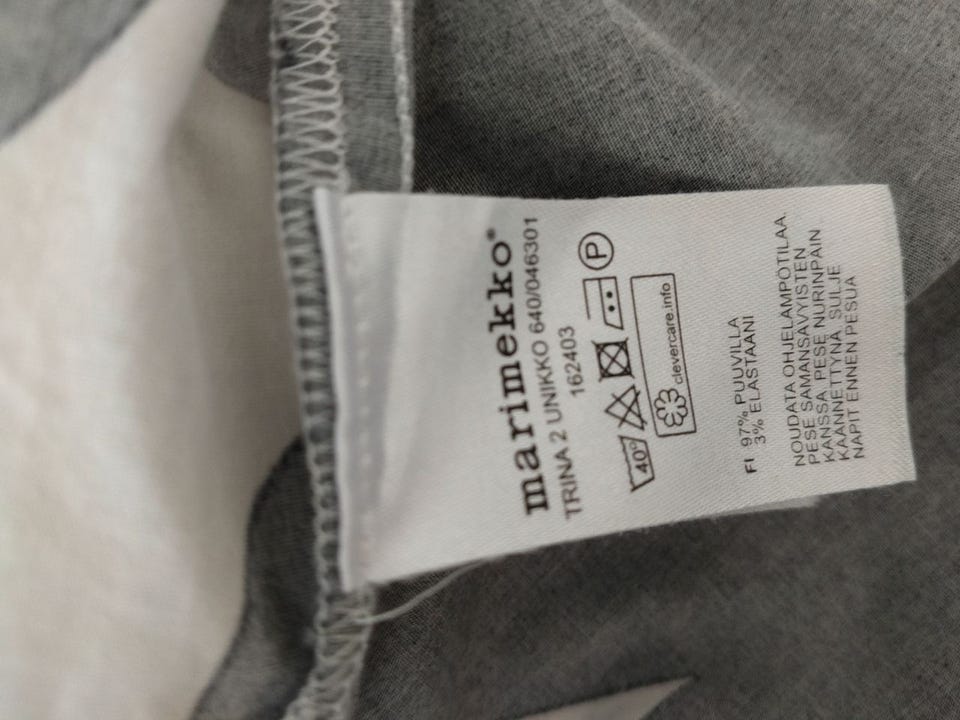 marimekko®
TRINA 2 UNIKKO 640/046301
162403
40° P
clevercare.info
FI 97% PUUVILLA
3% ELASTAANI
NOUDATA OHJELAMPÖTILAA.
PESE SAMANSÄVYISTEN
KANSSA. PESE NURINPÄIN
KÄÄNNETTYNÄ. SULJE
NAPIT ENNEN PESUA